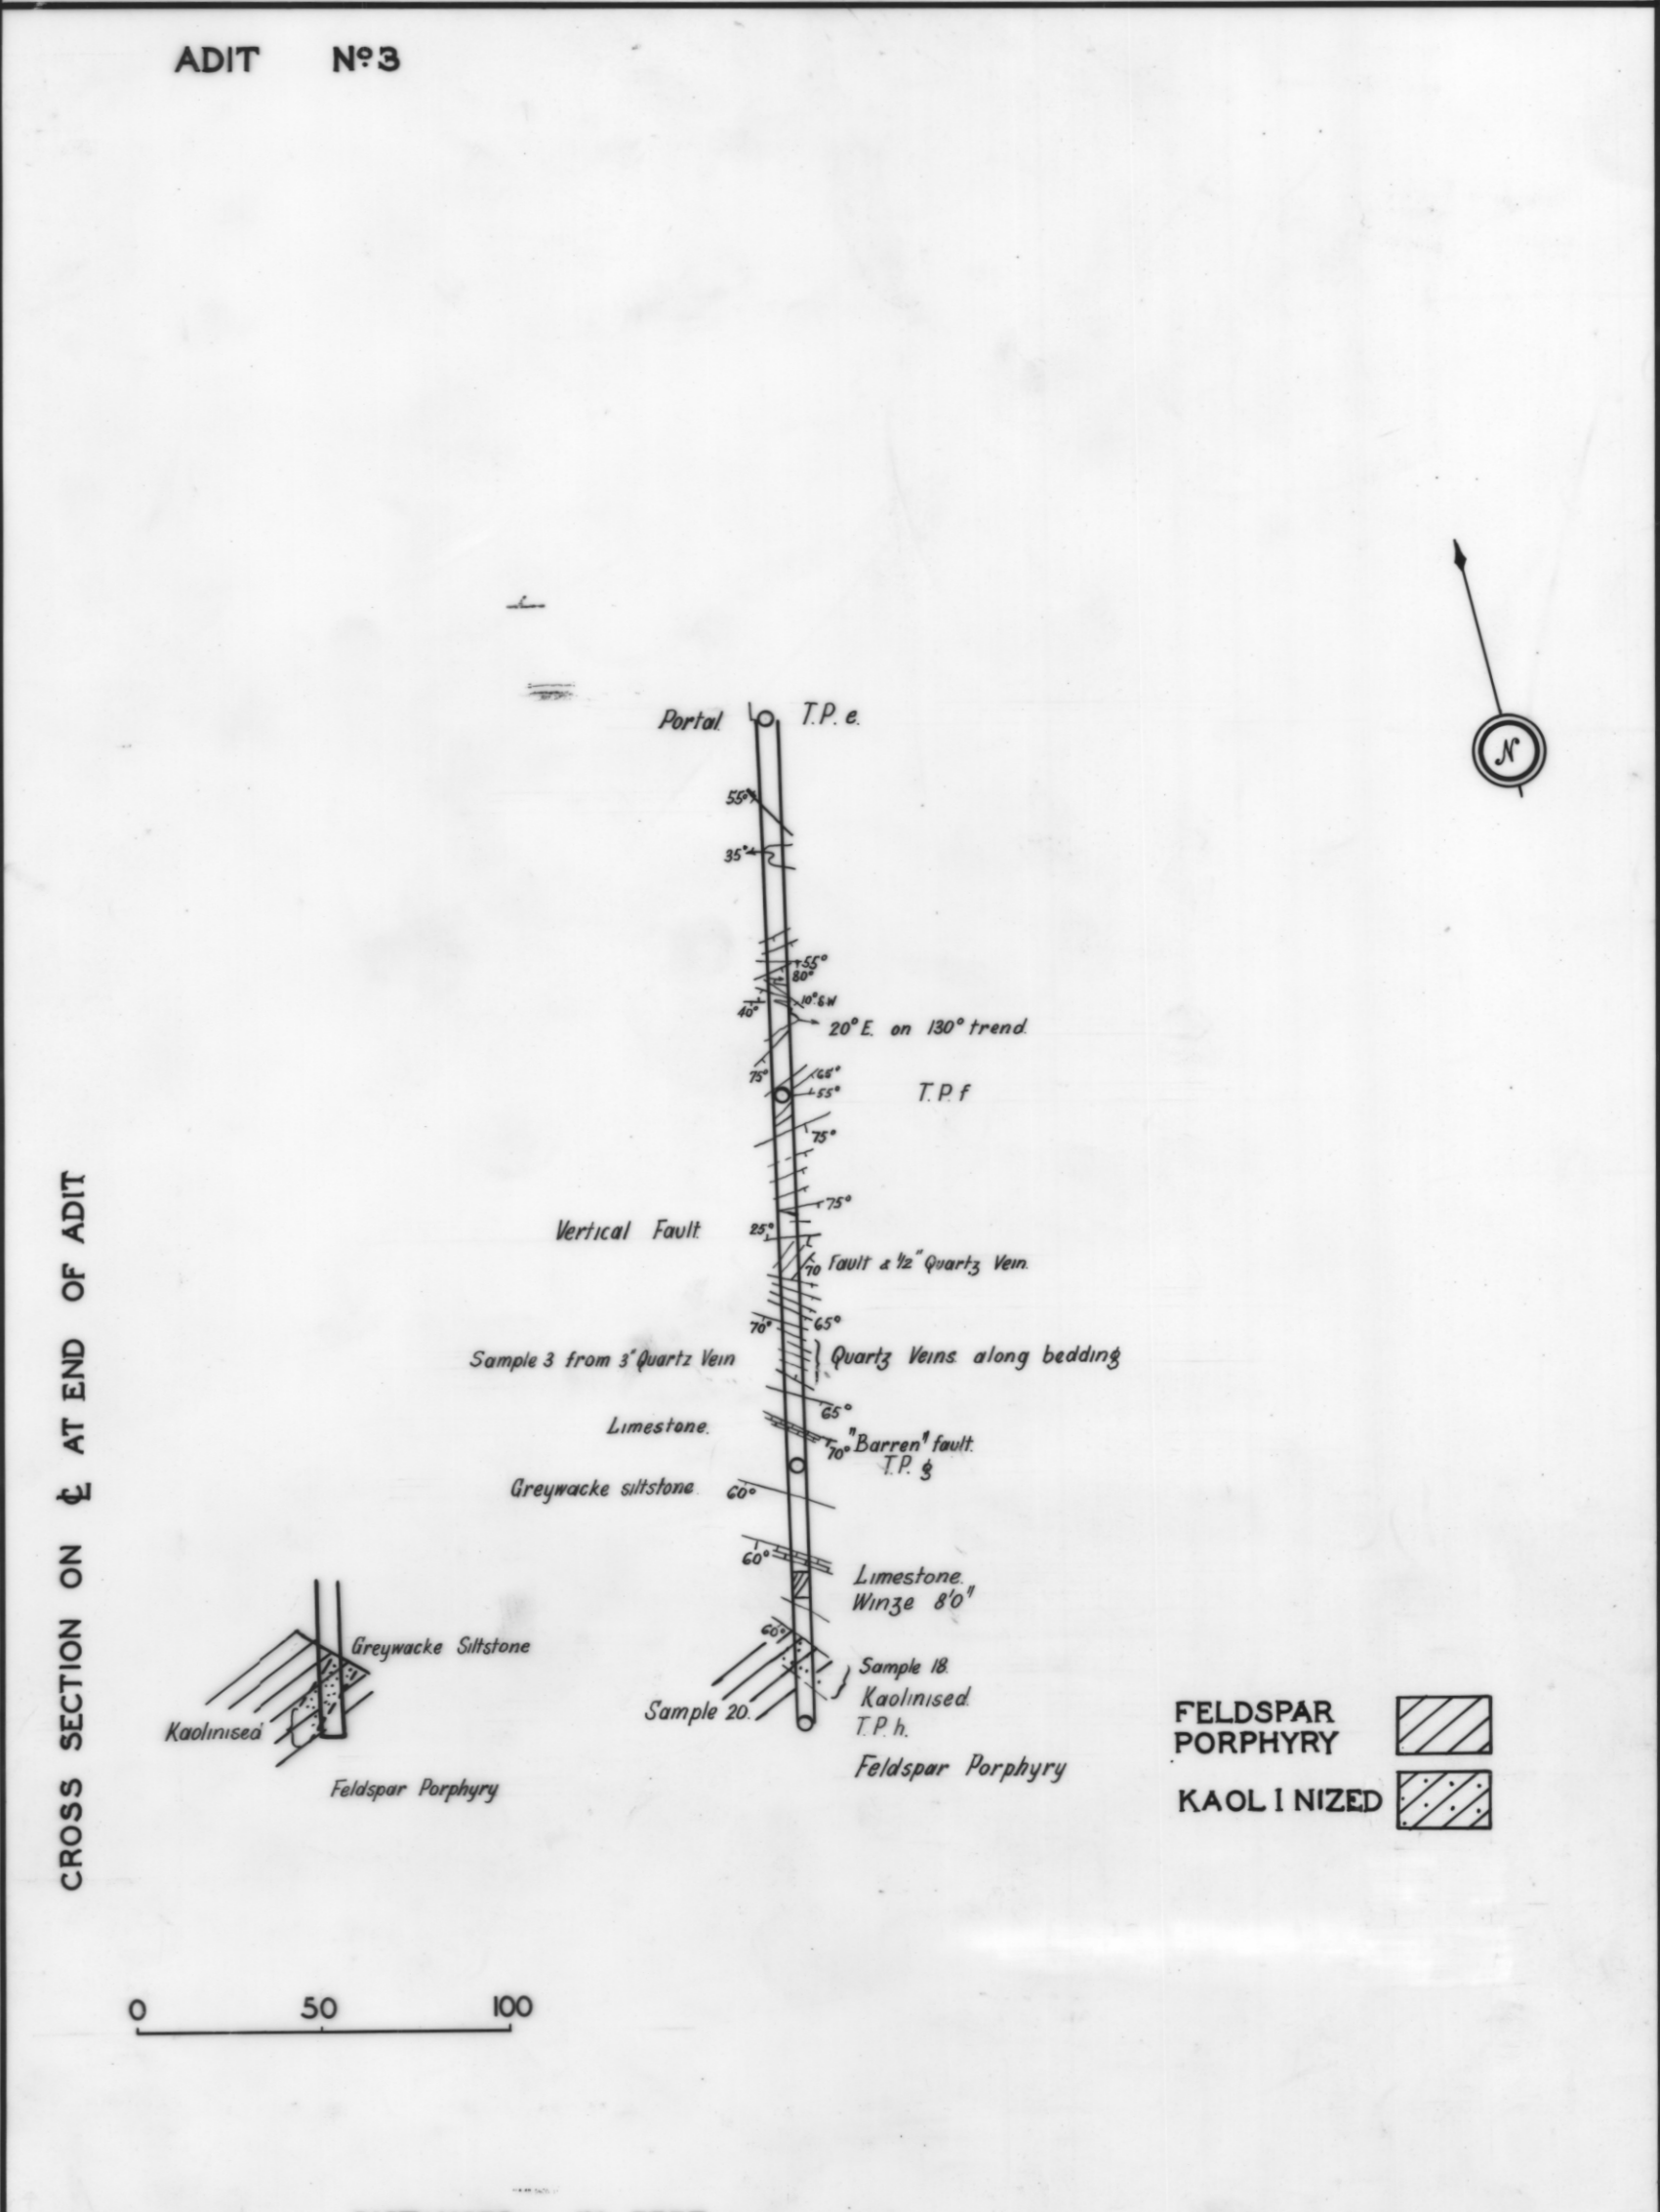 ADIT Nº3
N
Portal.
T.P. e.
55°
35°
55°
80°
10° SW
40°
20° E. on 130° trend.
75°
65°
55°
T.P. f
75°
75°
Vertical Fault.
25°
70 Fault & ½" Quartz Vein.
70°
65°
Sample 3 from 3" Quartz Vein
Quartz Veins along bedding
65°
Limestone.
70° "Barren" fault.
T.P. g
Greywacke siltstone.
60°
60°
Limestone.
Winze 8'0"
60°
Sample 18.
Kaolinised.
Sample 20.
T.P. h.
Feldspar Porphyry
CROSS SECTION ON ℄ AT END OF ADIT
Greywacke Siltstone
Kaolinised
Feldspar Porphyry
FELDSPAR
PORPHYRY
KAOLINIZED
0 50 100